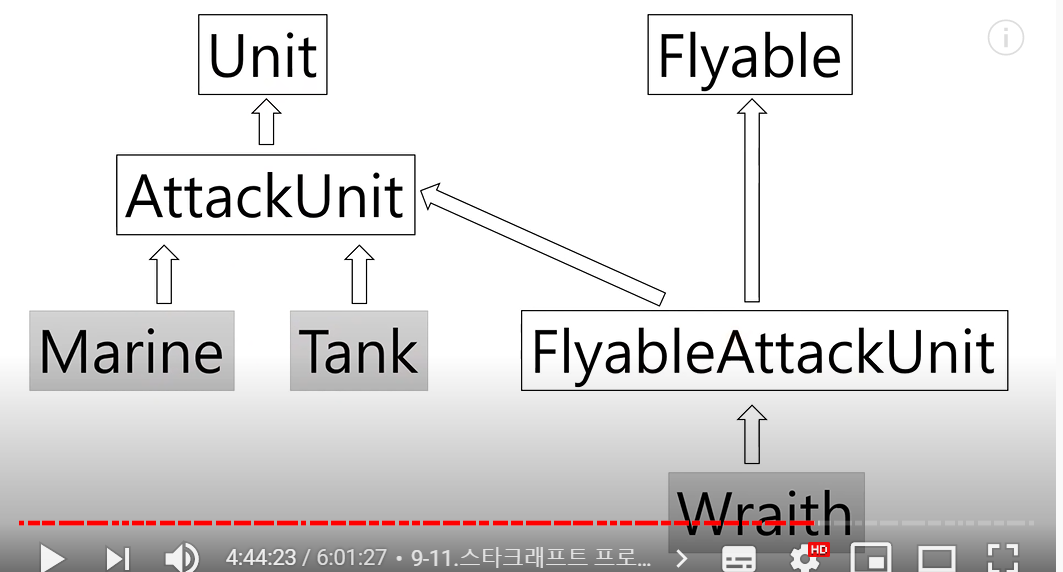 Unit
Flyable
AttackUnit
Marine
Tank
FlyableAttackUnit
Wraith
4:44:23 / 6:01:27 • 9-11.스타크래프트 프로...
HD